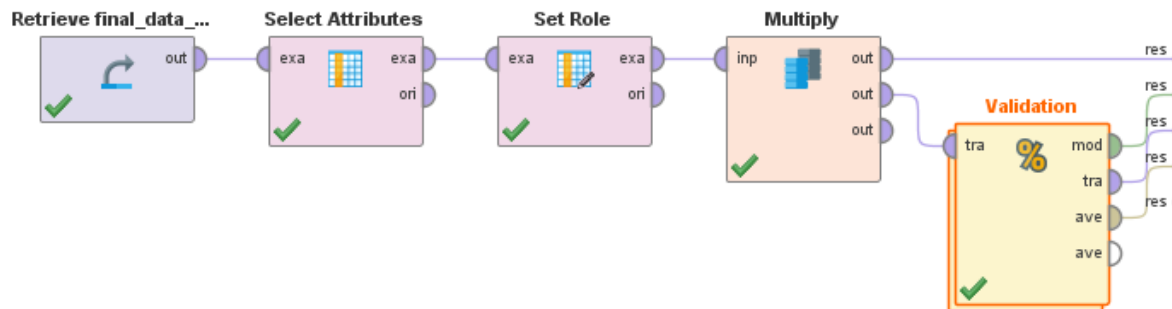 Retrieve final_data_...
out
Select Attributes
exa
exa
ori
Set Role
exa
exa
ori
Multiply
inp
out
out
out
Validation
tra
%
mod
tra
ave
ave
res
res
res
res